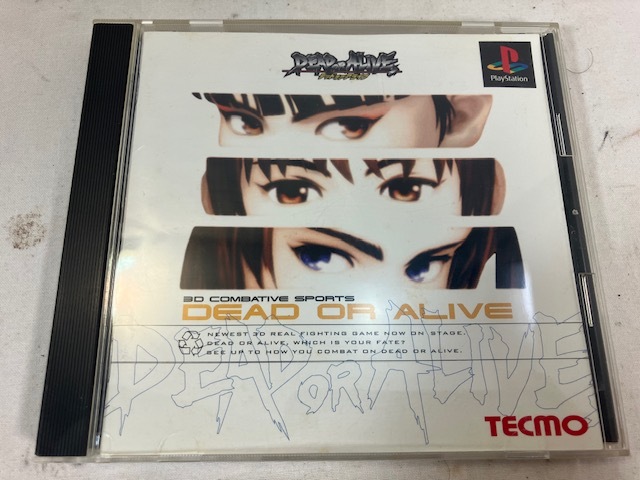 DEAD OR ALIVE
PlayStation
3D COMBATIVE SPORTS
DEAD OR ALIVE
NEWEST 3D REAL FIGHTING GAME NOW ON STAGE.
DEAD OR ALIVE, WHICH IS YOUR FATE?
SEE UP TO HOW YOU COMBAT ON DEAD OR ALIVE.
DEAD OR ALIVE
TECMO